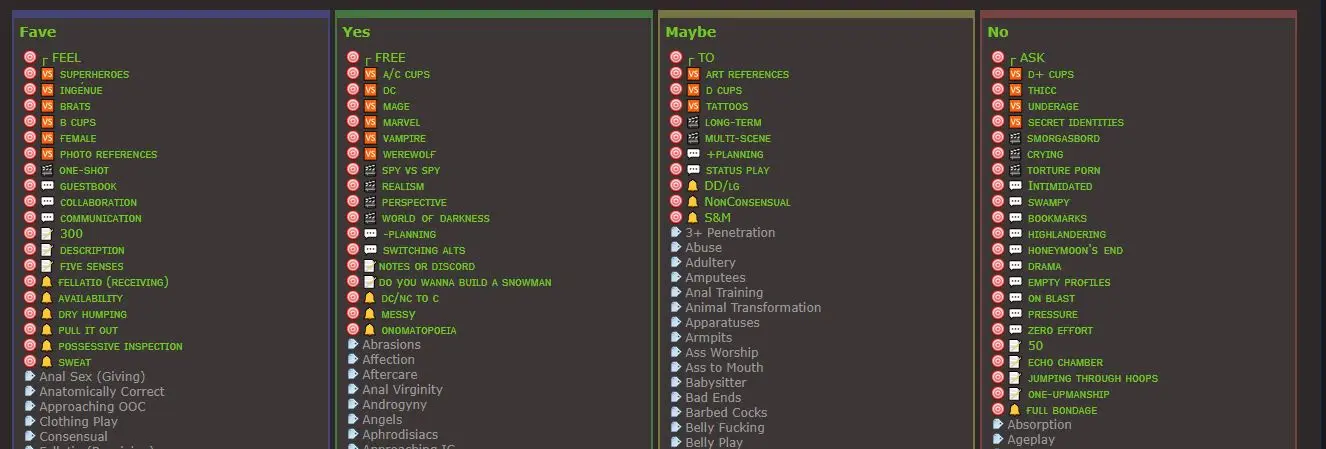 Fave
┌ FEEL
VS SUPERHEROES
VS INGÉNUE
VS BRATS
VS B CUPS
VS FEMALE
VS PHOTO REFERENCES
ONE-SHOT
GUESTBOOK
COLLABORATION
COMMUNICATION
300
DESCRIPTION
FIVE SENSES
FELLATIO (RECEIVING)
AVAILABILITY
DRY HUMPING
PULL IT OUT
POSSESSIVE INSPECTION
SWEAT
Anal Sex (Giving)
Anatomically Correct
Approaching OOC
Clothing Play
Consensual
Yes
┌ FREE
VS A/C CUPS
VS DC
VS MAGE
VS MARVEL
VS VAMPIRE
VS WEREWOLF
SPY VS SPY
REALISM
PERSPECTIVE
WORLD OF DARKNESS
-PLANNING
SWITCHING ALTS
NOTES OR DISCORD
DO YOU WANNA BUILD A SNOWMAN
DC/NC TO C
MESSY
ONOMATOPOEIA
Abrasions
Affection
Aftercare
Anal Virginity
Androgyny
Angels
Aphrodisiacs
Approaching IC
Maybe
┌ TO
VS ART REFERENCES
VS D CUPS
VS TATTOOS
LONG-TERM
MULTI-SCENE
+PLANNING
STATUS PLAY
DD/LG
NONCONSENSUAL
S&M
3+ Penetration
Abuse
Adultery
Amputees
Anal Training
Animal Transformation
Apparatuses
Armpits
Ass Worship
Ass to Mouth
Babysitter
Bad Ends
Barbed Cocks
Belly Fucking
Belly Play
No
┌ ASK
VS D+ CUPS
VS THICC
VS UNDERAGE
VS SECRET IDENTITIES
SMORGASBORD
CRYING
TORTURE PORN
INTIMIDATED
SWAMPY
BOOKMARKS
HIGHLANDERING
HONEYMOON'S END
DRAMA
EMPTY PROFILES
ON BLAST
PRESSURE
ZERO EFFORT
50
ECHO CHAMBER
JUMPING THROUGH HOOPS
ONE-UPMANSHIP
FULL BONDAGE
Absorption
Ageplay